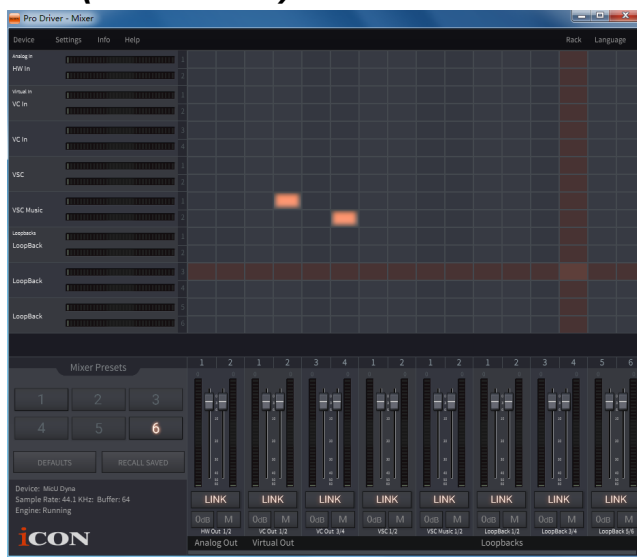 Pro Driver - Mixer
Device Settings Info Help Rack Language
Analog In
HW In
1
2
Virtual In
VC In
1
2
VC In
3
4
VSC
1
2
VSC Music
1
2
Loopbacks
LoopBack
1
2
LoopBack
3
4
LoopBack
5
6
Mixer Presets
1 2 3
4 5 6
DEFAULTS RECALL SAVED
Device: MicU Dyna
Sample Rate: 44.1 KHz: Buffer: 64
Engine: Running
iCON
1 2 1 2 3 4 1 2 1 2 1 2 3 4 5 6
LINK LINK LINK LINK LINK LINK LINK LINK
0dB M 0dB M 0dB M 0dB M 0dB M 0dB M 0dB M 0dB M
HW Out 1/2 VC Out 1/2 VC Out 3/4 VSC 1/2 VSC Music 1/2 LoopBack 1/2 LoopBack 3/4 LoopBack 5/6
Analog Out Virtual Out Loopbacks